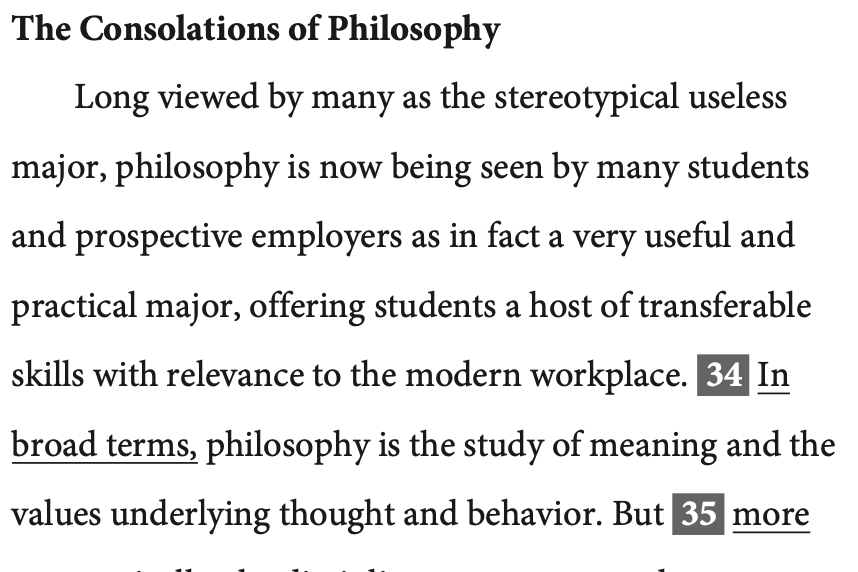 The Consolations of Philosophy
Long viewed by many as the stereotypical useless
major, philosophy is now being seen by many students
and prospective employers as in fact a very useful and
practical major, offering students a host of transferable
skills with relevance to the modern workplace. 34 In
broad terms, philosophy is the study of meaning and the
values underlying thought and behavior. But 35 more